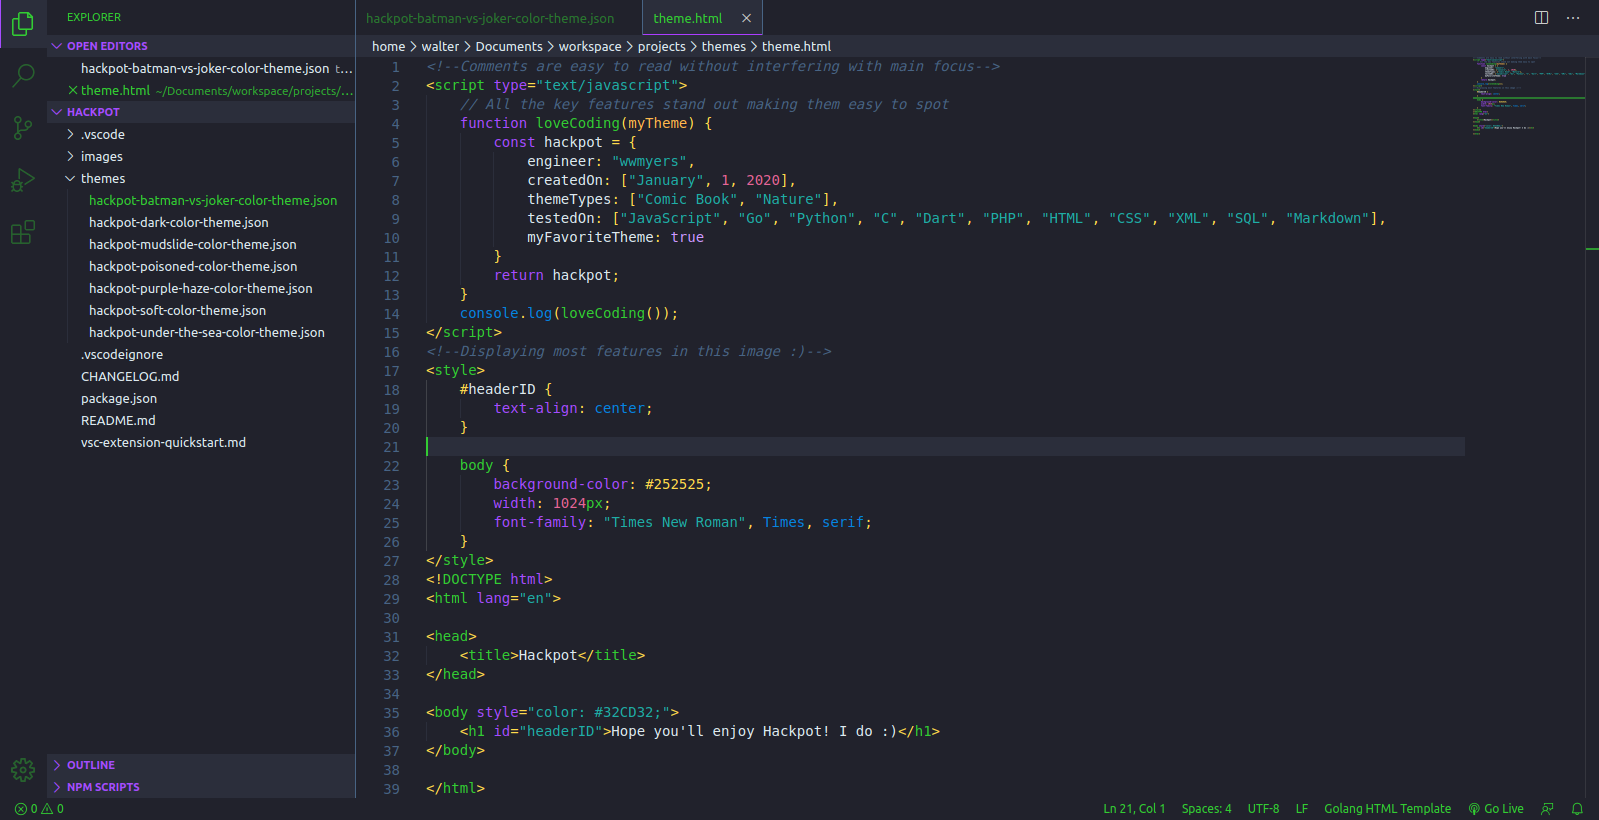 EXPLORER
OPEN EDITORS
hackpot-batman-vs-joker-color-theme.json t...
theme.html ~/Documents/workspace/projects/...
HACKPOT
.vscode
images
themes
hackpot-batman-vs-joker-color-theme.json
hackpot-dark-color-theme.json
hackpot-mudslide-color-theme.json
hackpot-poisoned-color-theme.json
hackpot-purple-haze-color-theme.json
hackpot-soft-color-theme.json
hackpot-under-the-sea-color-theme.json
.vscodeignore
CHANGELOG.md
package.json
README.md
vsc-extension-quickstart.md
OUTLINE
NPM SCRIPTS
hackpot-batman-vs-joker-color-theme.json theme.html
home > walter > Documents > workspace > projects > themes > theme.html
1 <!--Comments are easy to read without interfering with main focus-->
2 <script type="text/javascript">
3 // All the key features stand out making them easy to spot
4 function loveCoding(myTheme) {
5 const hackpot = {
6 engineer: "wwmyers",
7 createdOn: ["January", 1, 2020],
8 themeTypes: ["Comic Book", "Nature"],
9 testedOn: ["JavaScript", "Go", "Python", "C", "Dart", "PHP", "HTML", "CSS", "XML", "SQL", "Markdown"],
10 myFavoriteTheme: true
11 }
12 return hackpot;
13 }
14 console.log(loveCoding());
15 </script>
16 <!--Displaying most features in this image :)-->
17 <style>
18 #headerID {
19 text-align: center;
20 }
21
22 body {
23 background-color: #252525;
24 width: 1024px;
25 font-family: "Times New Roman", Times, serif;
26 }
27 </style>
28 <!DOCTYPE html>
29 <html lang="en">
30
31 <head>
32 <title>Hackpot</title>
33 </head>
34
35 <body style="color: #32CD32;">
36 <h1 id="headerID">Hope you'll enjoy Hackpot! I do :)</h1>
37 </body>
38
39 </html>
0 0 Ln 21, Col 1 Spaces: 4 UTF-8 LF Golang HTML Template Go Live